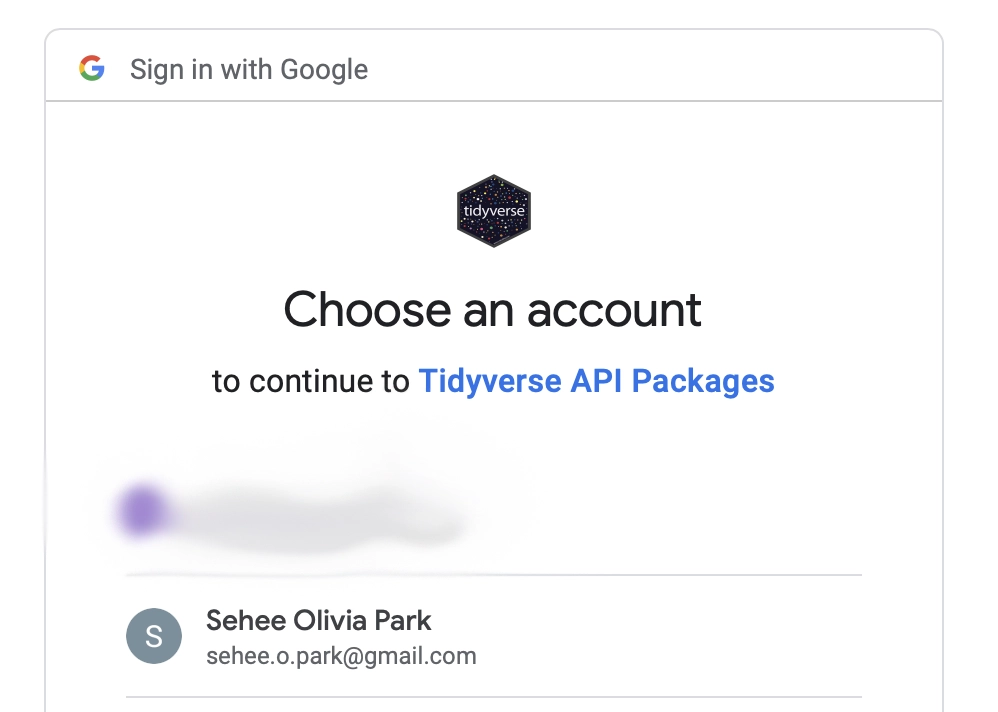 Sign in with Google
tidyverse
Choose an account
to continue to Tidyverse API Packages
S
Sehee Olivia Park
sehee.o.park@gmail.com